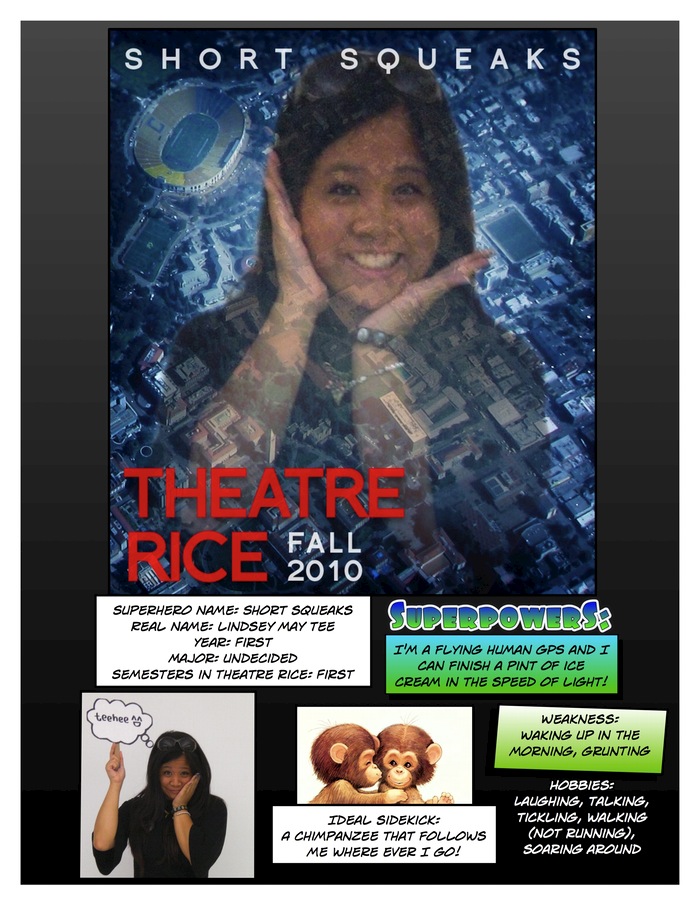 SHORT SQUEAKS
THEATRE
RICE FALL
2010
SUPERHERO NAME: SHORT SQUEAKS
REAL NAME: LINDSEY MAY TEE
YEAR: FIRST
MAJOR: UNDECIDED
SEMESTERS IN THEATRE RICE: FIRST
SUPERPOWERS:
I'M A FLYING HUMAN GPS AND I
CAN FINISH A PINT OF ICE
CREAM IN THE SPEED OF LIGHT!
teehee ^^
IDEAL SIDEKICK:
A CHIMPANZEE THAT FOLLOWS
ME WHERE EVER I GO!
WEAKNESS:
WAKING UP IN THE
MORNING, GRUNTING
HOBBIES:
LAUGHING, TALKING,
TICKLING, WALKING
(NOT RUNNING),
SOARING AROUND